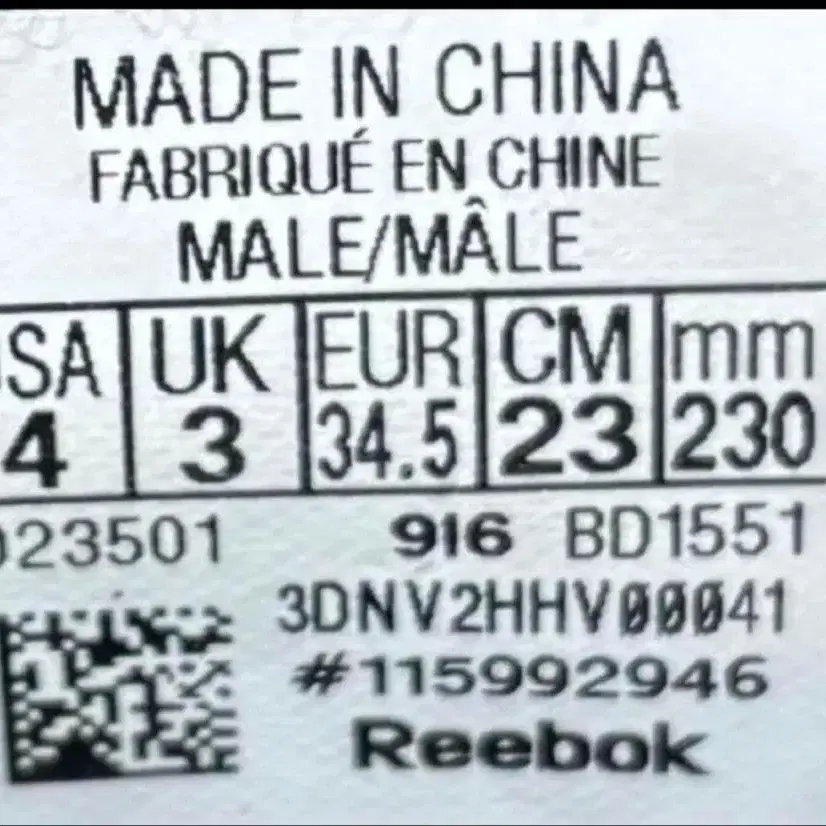 MADE IN CHINA
FABRIQUÉ EN CHINE
MALE/MÂLE
SA UK EUR CM mm
4 3 34.5 23 230
23501 916 BD1551
3DNV2HHV00041
#115992946
Reebok